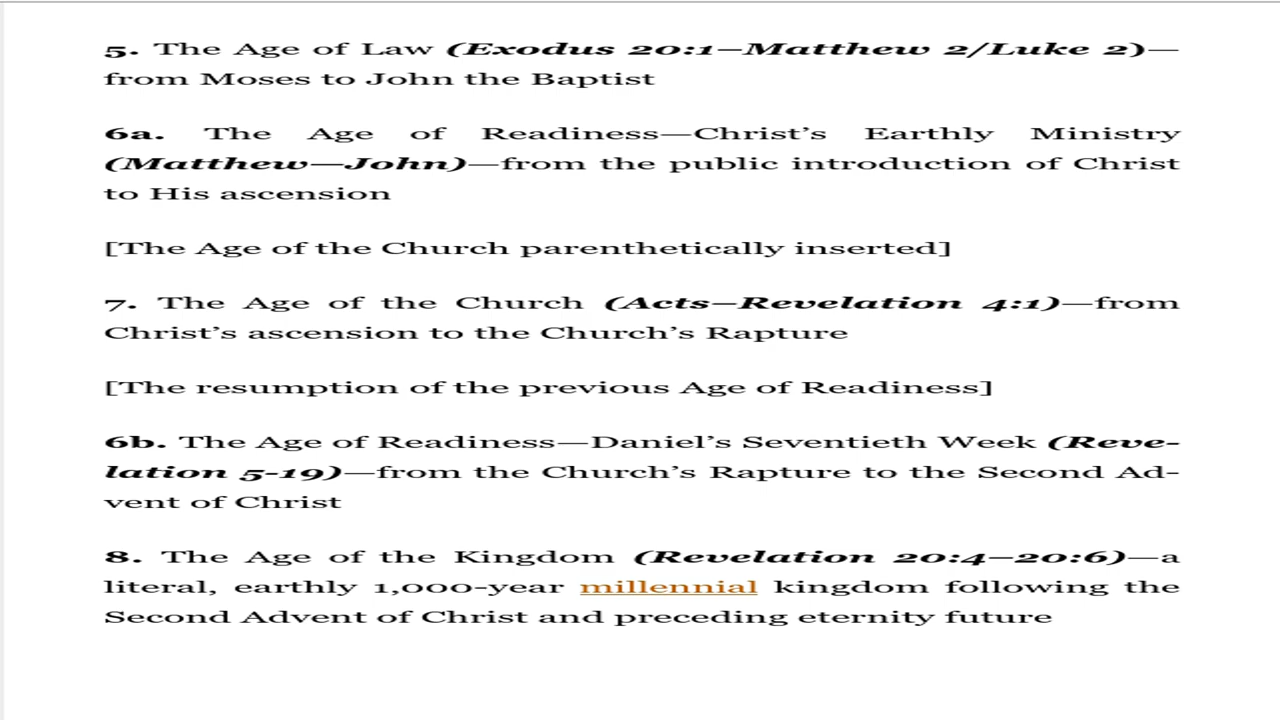 5. The Age of Law (Exodus 20:1—Matthew 2/Luke 2)—
from Moses to John the Baptist
6a. The Age of Readiness—Christ’s Earthly Ministry
(Matthew—John)—from the public introduction of Christ
to His ascension
[The Age of the Church parenthetically inserted]
7. The Age of the Church (Acts—Revelation 4:1)—from
Christ’s ascension to the Church’s Rapture
[The resumption of the previous Age of Readiness]
6b. The Age of Readiness—Daniel’s Seventieth Week (Reve-
lation 5-19)—from the Church’s Rapture to the Second Ad-
vent of Christ
8. The Age of the Kingdom (Revelation 20:4—20:6)—a
literal, earthly 1,000-year millennial kingdom following the
Second Advent of Christ and preceding eternity future